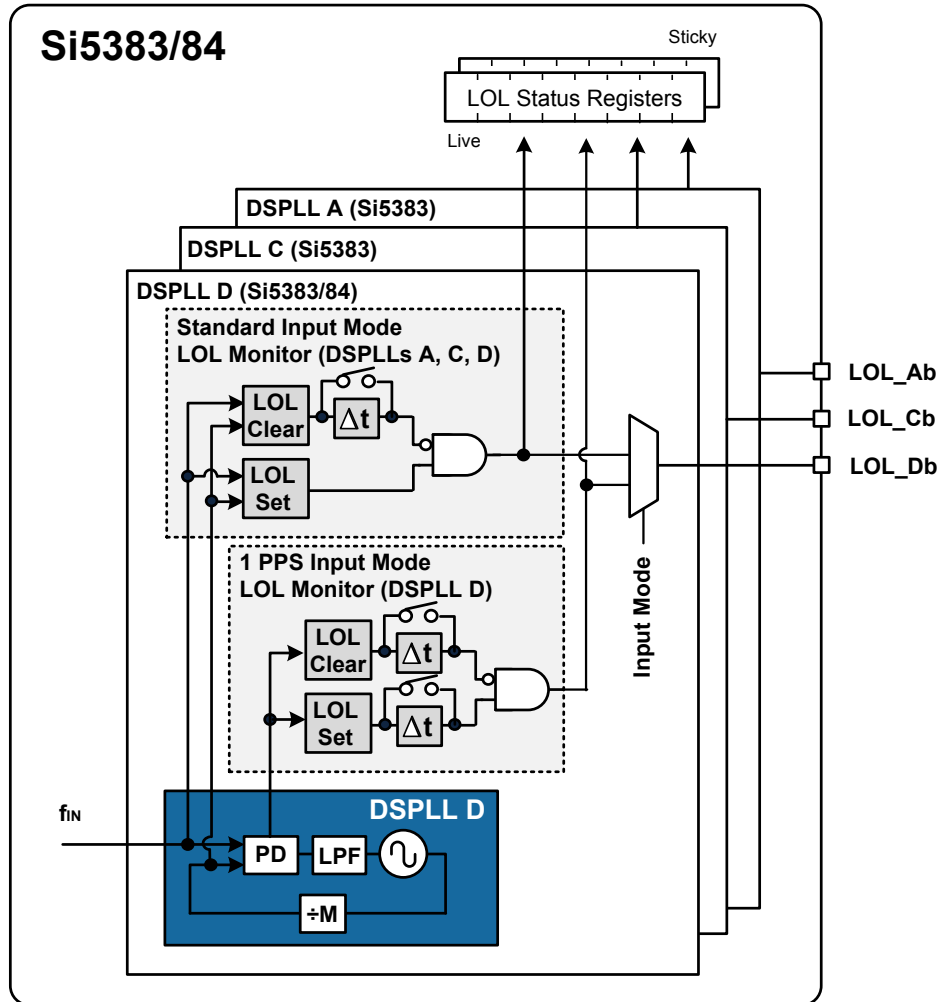 Si5383/84
Sticky
LOL Status Registers
Live
DSPLL A (Si5383)
DSPLL C (Si5383)
DSPLL D (Si5383/84)
Standard Input Mode
LOL Monitor (DSPLLs A, C, D)
LOL
Clear
Δt
LOL
Set
LOL_Ab
LOL_Cb
LOL_Db
1 PPS Input Mode
LOL Monitor (DSPLL D)
LOL
Clear
Δt
LOL
Set
Δt
Input Mode
fIN
DSPLL D
PD
LPF
÷M